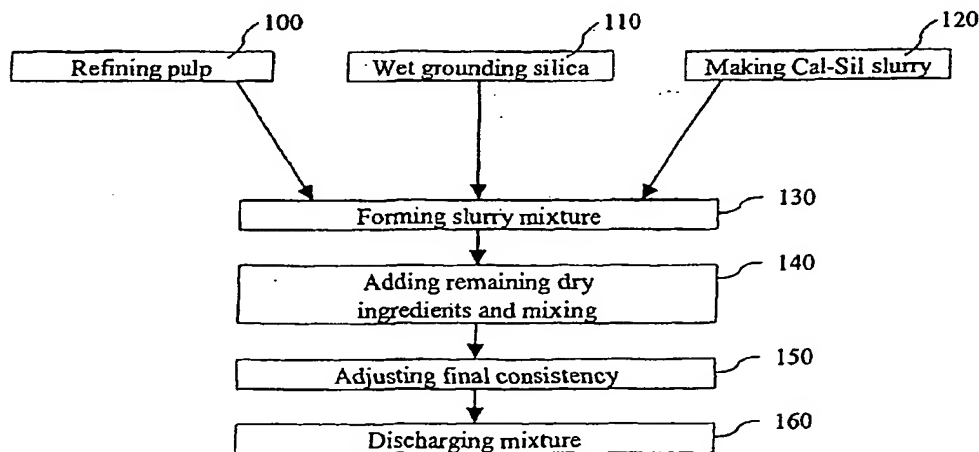 100
110
120
Refining pulp
Wet grounding silica
Making Cal-Sil slurry
130
Forming slurry mixture
140
Adding remaining dry
ingredients and mixing
150
Adjusting final consistency
160
Discharging mixture